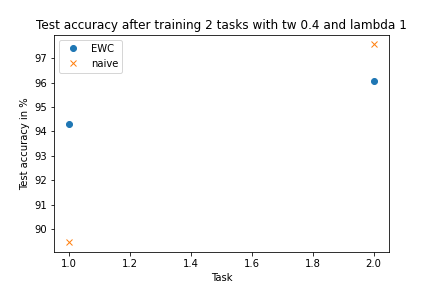 Test accuracy after training 2 tasks with tw 0.4 and lambda 1
EWC
naive
97
96
95
94
93
92
91
90
Test accuracy in %
1.0 1.2 1.4 1.6 1.8 2.0
Task